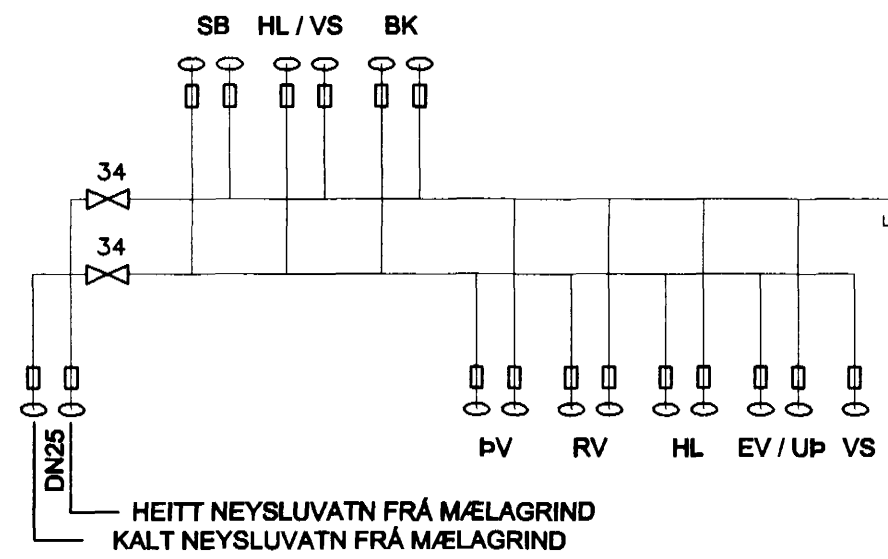 SB HL / VS BK
34
34
ÞV RV HL EV / UÞ VS
DN25
HEITT NEYSLUVATN FRÁ MÆLAGRIND
KALT NEYSLUVATN FRÁ MÆLAGRIND